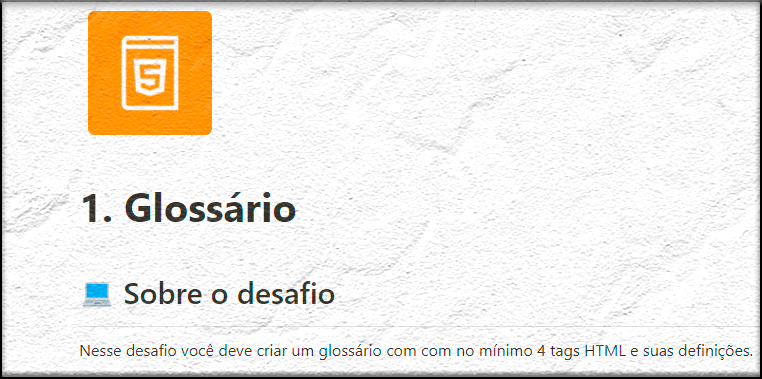 1. Glossário
Sobre o desafio
Nesse desafio você deve criar um glossário com com no mínimo 4 tags HTML e suas definições.